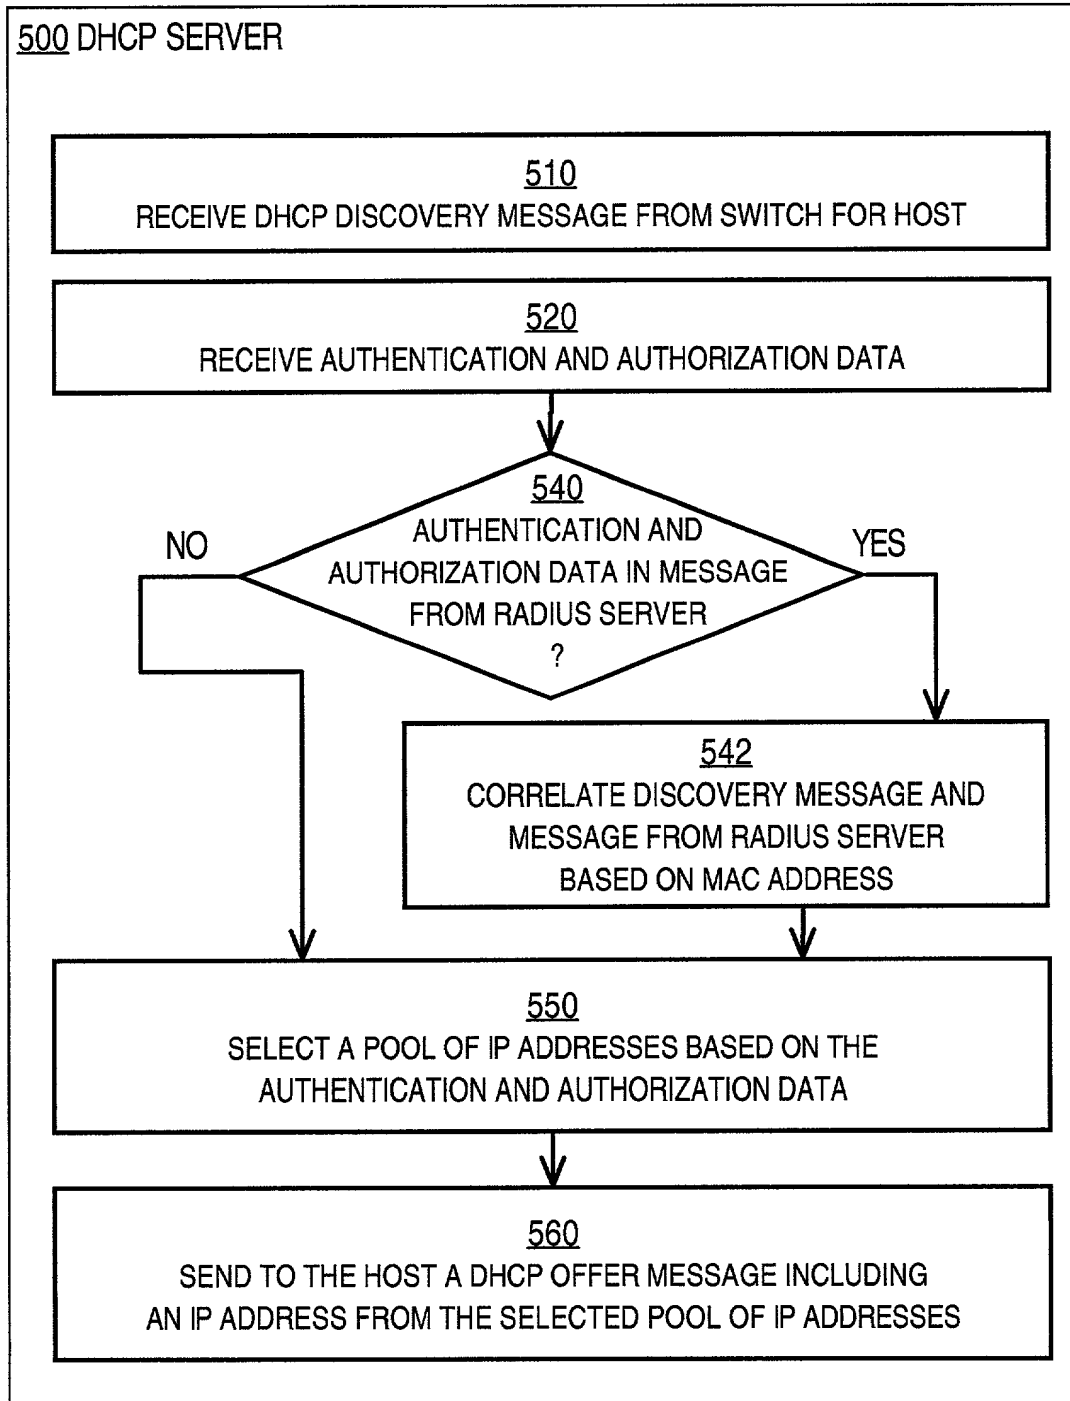 500 DHCP SERVER
510
RECEIVE DHCP DISCOVERY MESSAGE FROM SWITCH FOR HOST
520
RECEIVE AUTHENTICATION AND AUTHORIZATION DATA
540
AUTHENTICATION AND
AUTHORIZATION DATA IN MESSAGE
FROM RADIUS SERVER
?
NO
YES
542
CORRELATE DISCOVERY MESSAGE AND
MESSAGE FROM RADIUS SERVER
BASED ON MAC ADDRESS
550
SELECT A POOL OF IP ADDRESSES BASED ON THE
AUTHENTICATION AND AUTHORIZATION DATA
560
SEND TO THE HOST A DHCP OFFER MESSAGE INCLUDING
AN IP ADDRESS FROM THE SELECTED POOL OF IP ADDRESSES